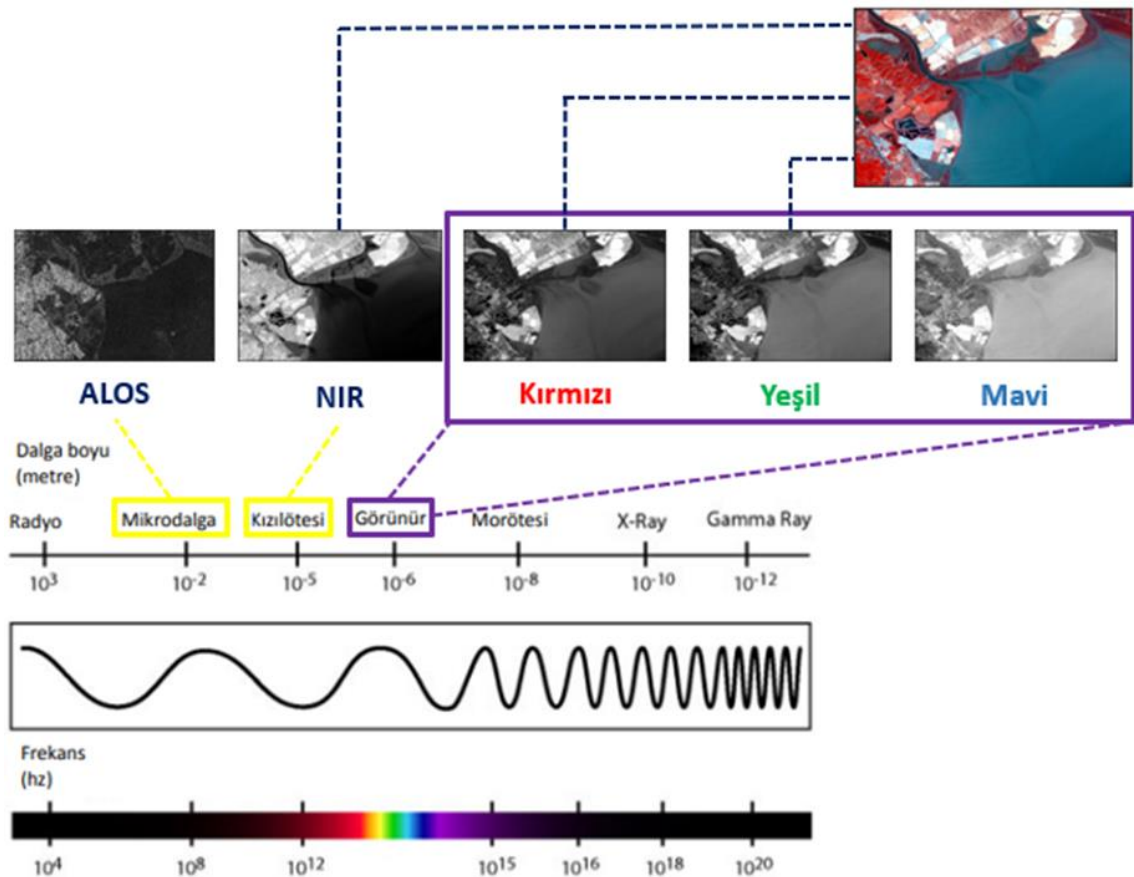 ALOS
NIR
Kırmızı
Yeşil
Mavi
Dalga boyu
(metre)
Radyo Mikrodalga Kızılötesi Görünür Morötesi X-Ray Gamma Ray
10³ 10⁻² 10⁻⁵ 10⁻⁶ 10⁻⁸ 10⁻¹⁰ 10⁻¹²
Frekans
(hz)
10⁴ 10⁸ 10¹² 10¹⁵ 10¹⁶ 10¹⁸ 10²⁰